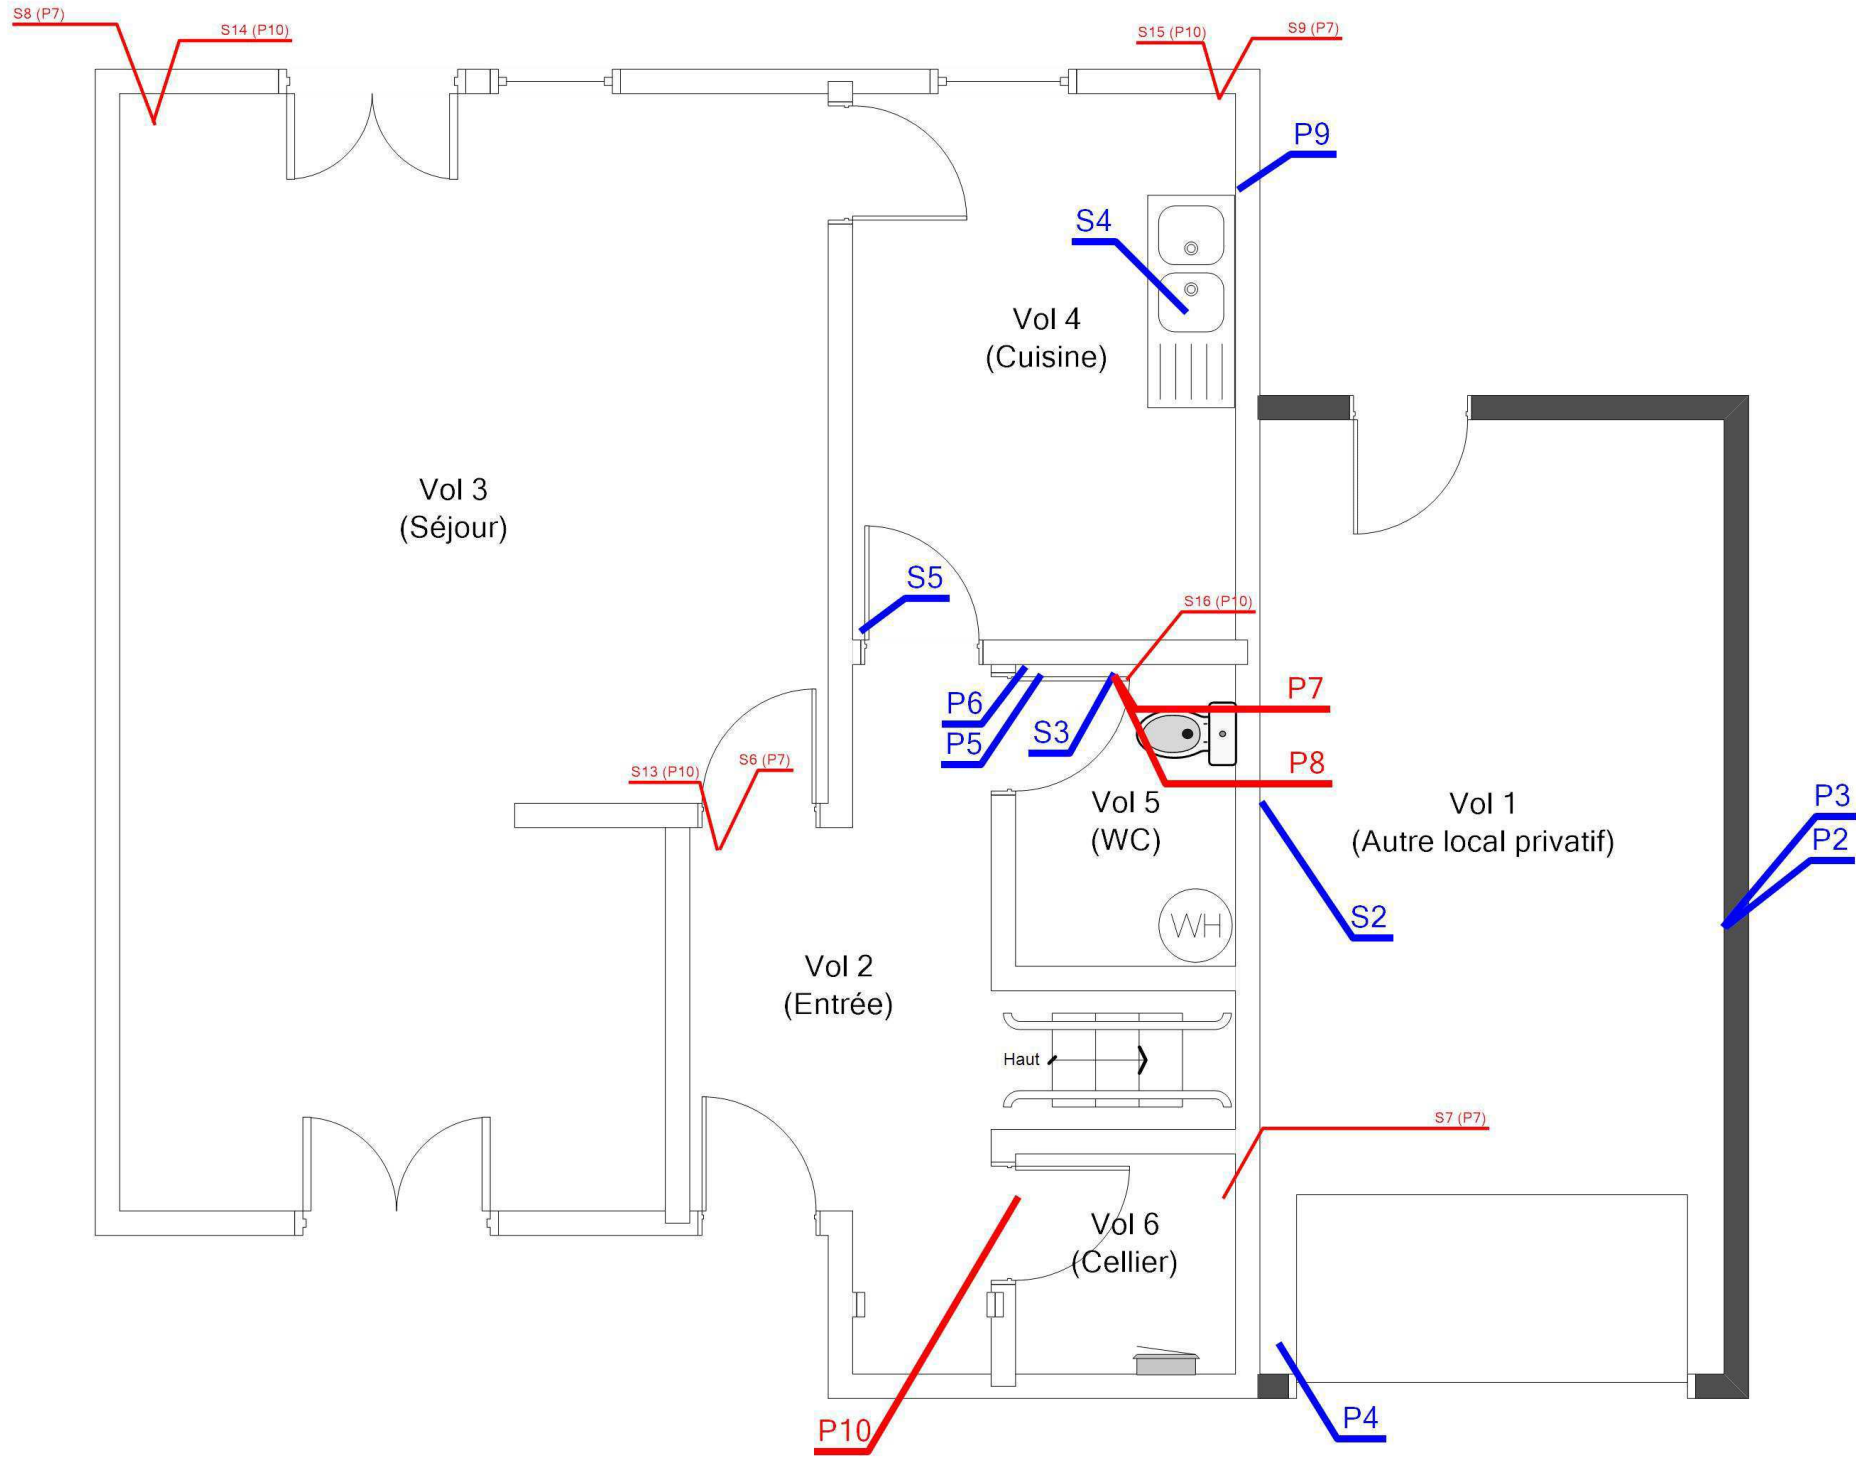 S8 (P7)
S14 (P10)
S15 (P10)
S9 (P7)
P9
S4
Vol 4
(Cuisine)
Vol 3
(Séjour)
S5
S16 (P10)
P6
P7
P5
S3
S13 (P10)
S6 (P7)
P8
Vol 5
(WC)
Vol 1
(Autre local privatif)
P3
P2
S2
WH
Vol 2
(Entrée)
Haut
S7 (P7)
Vol 6
(Cellier)
P10
P4